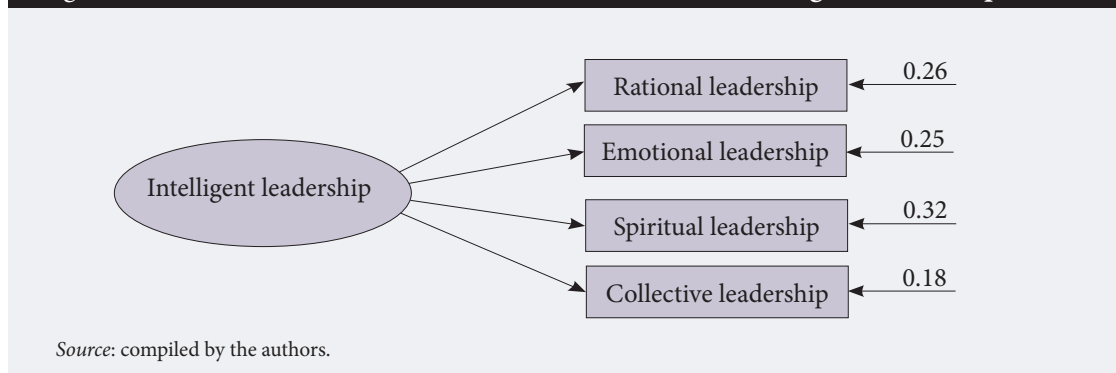 Rational leadership
0.26
Emotional leadership
0.25
Intelligent leadership
Spiritual leadership
0.32
Collective leadership
0.18
Source: compiled by the authors.